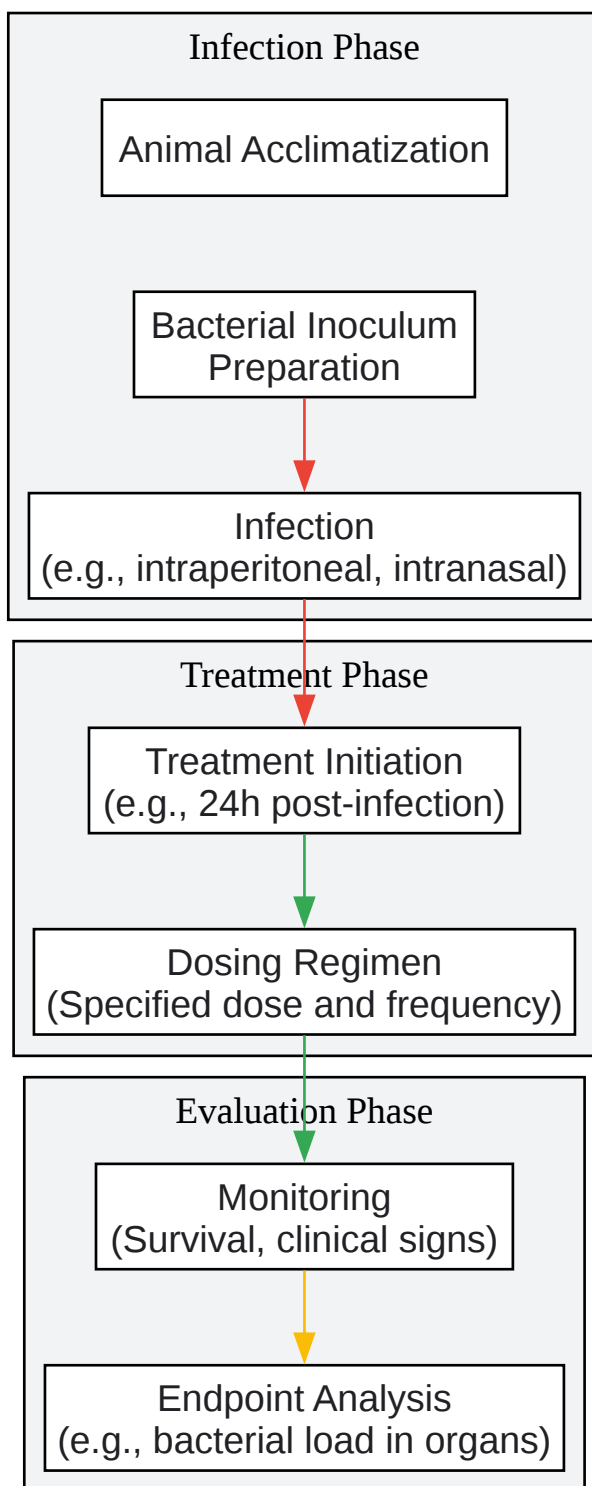 Infection Phase
Animal Acclimatization
Bacterial Inoculum
Preparation
Infection
(e.g., intraperitoneal, intranasal)
Treatment Phase
Treatment Initiation
(e.g., 24h post-infection)
Dosing Regimen
(Specified dose and frequency)
Evaluation Phase
Monitoring
(Survival, clinical signs)
Endpoint Analysis
(e.g., bacterial load in organs)